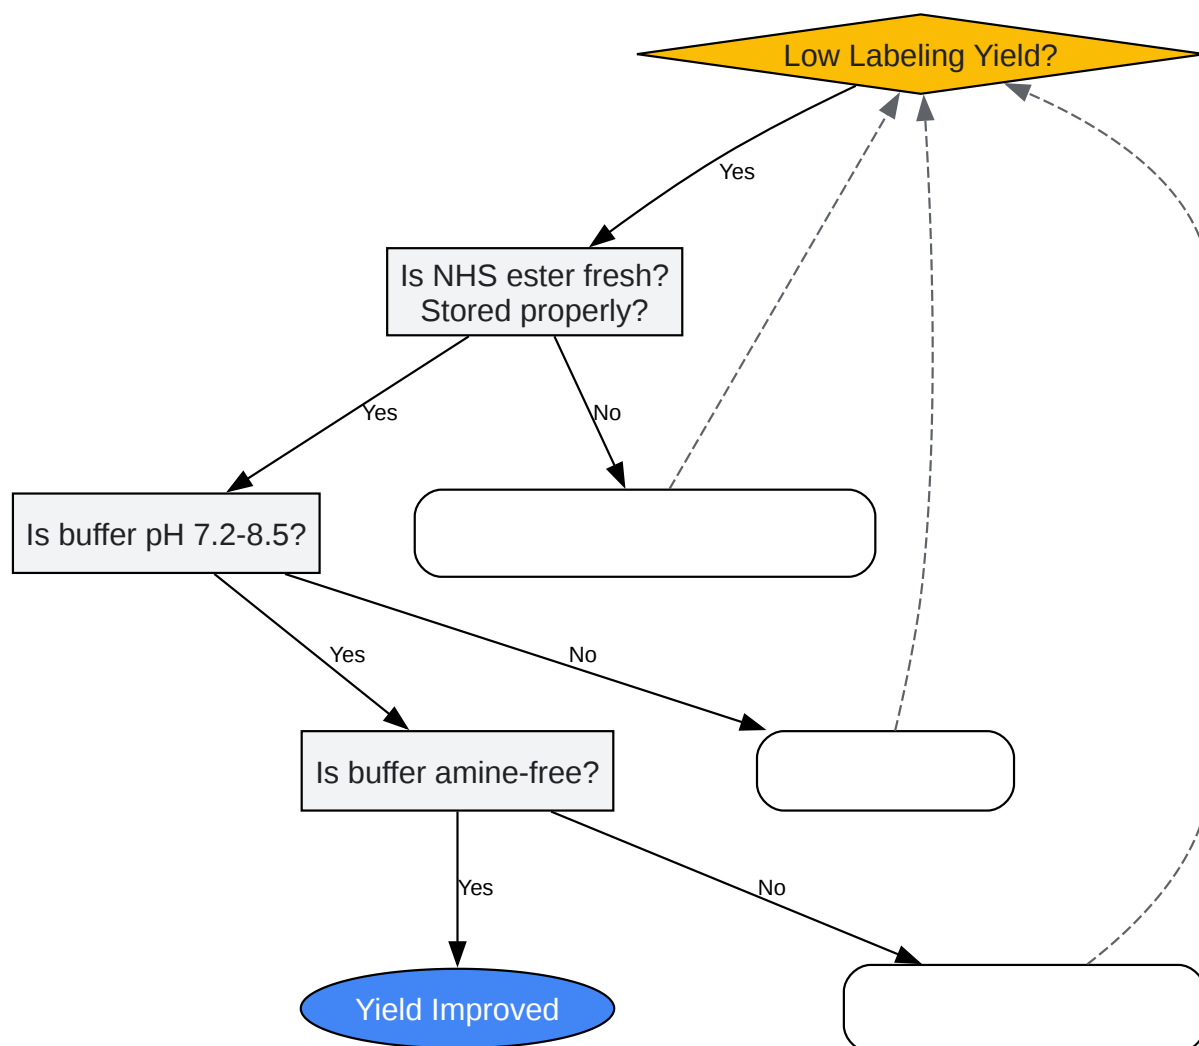 Low Labeling Yield?
Yes
Is NHS ester fresh?
Stored properly?
Yes
No
Is buffer pH 7.2-8.5?
Yes
No
Is buffer amine-free?
Yes
No
Yield Improved